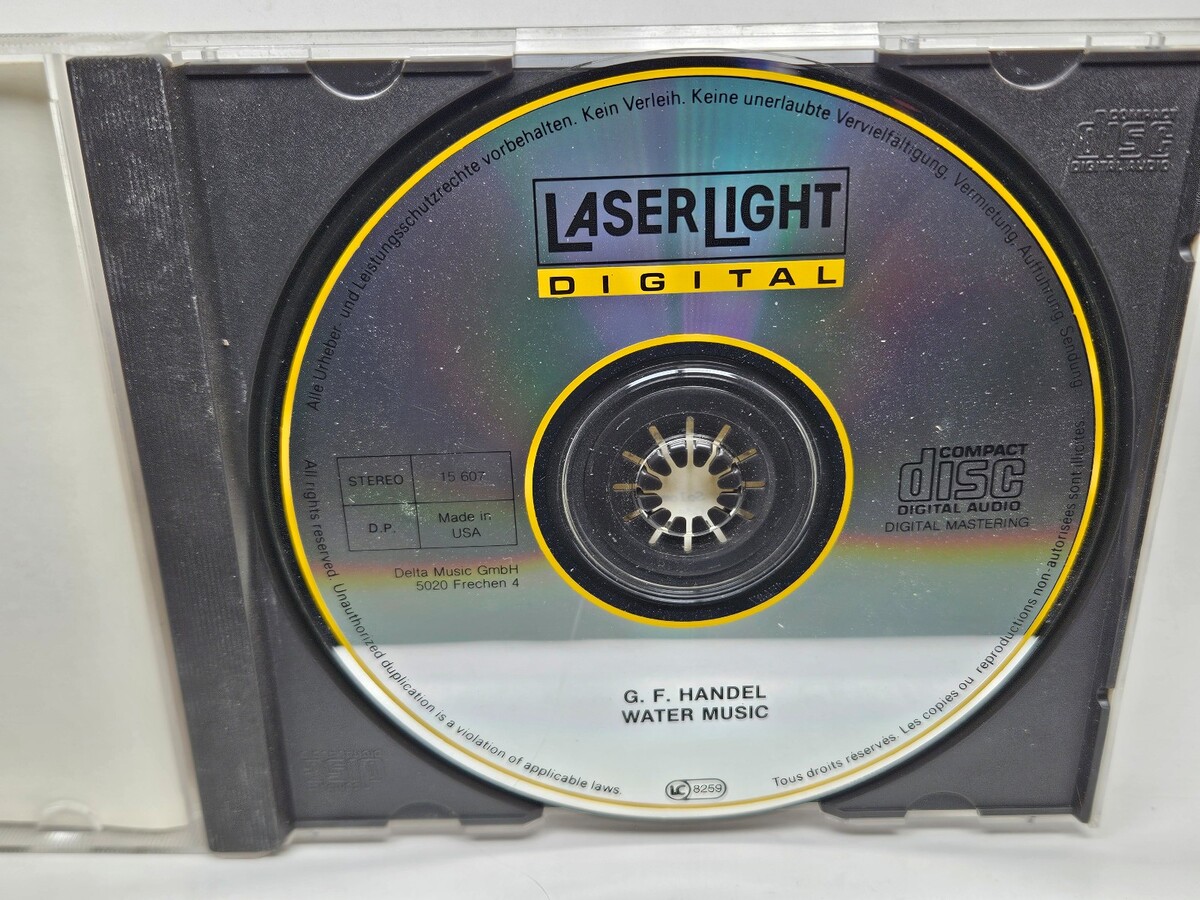 Alle Urheber- und Leistungsschutzrechte vorbehalten. Kein Verleih. Keine unerlaubte Vervielfältigung, Vermietung, Aufführung, Sendung
LASERLIGHT
DIGITAL
COMPACT
disc
DIGITAL AUDIO
STEREO
15 607
D.P.
Made in
USA
Delta Music GmbH
5020 Frechen 4
COMPACT
disc
DIGITAL AUDIO
DIGITAL MASTERING
G. F. HANDEL
WATER MUSIC
All rights reserved. Unauthorized duplication is a violation of applicable laws.
LC 8259
Tous droits réservés. Les copies ou reproductions non-autorisées sont illicites